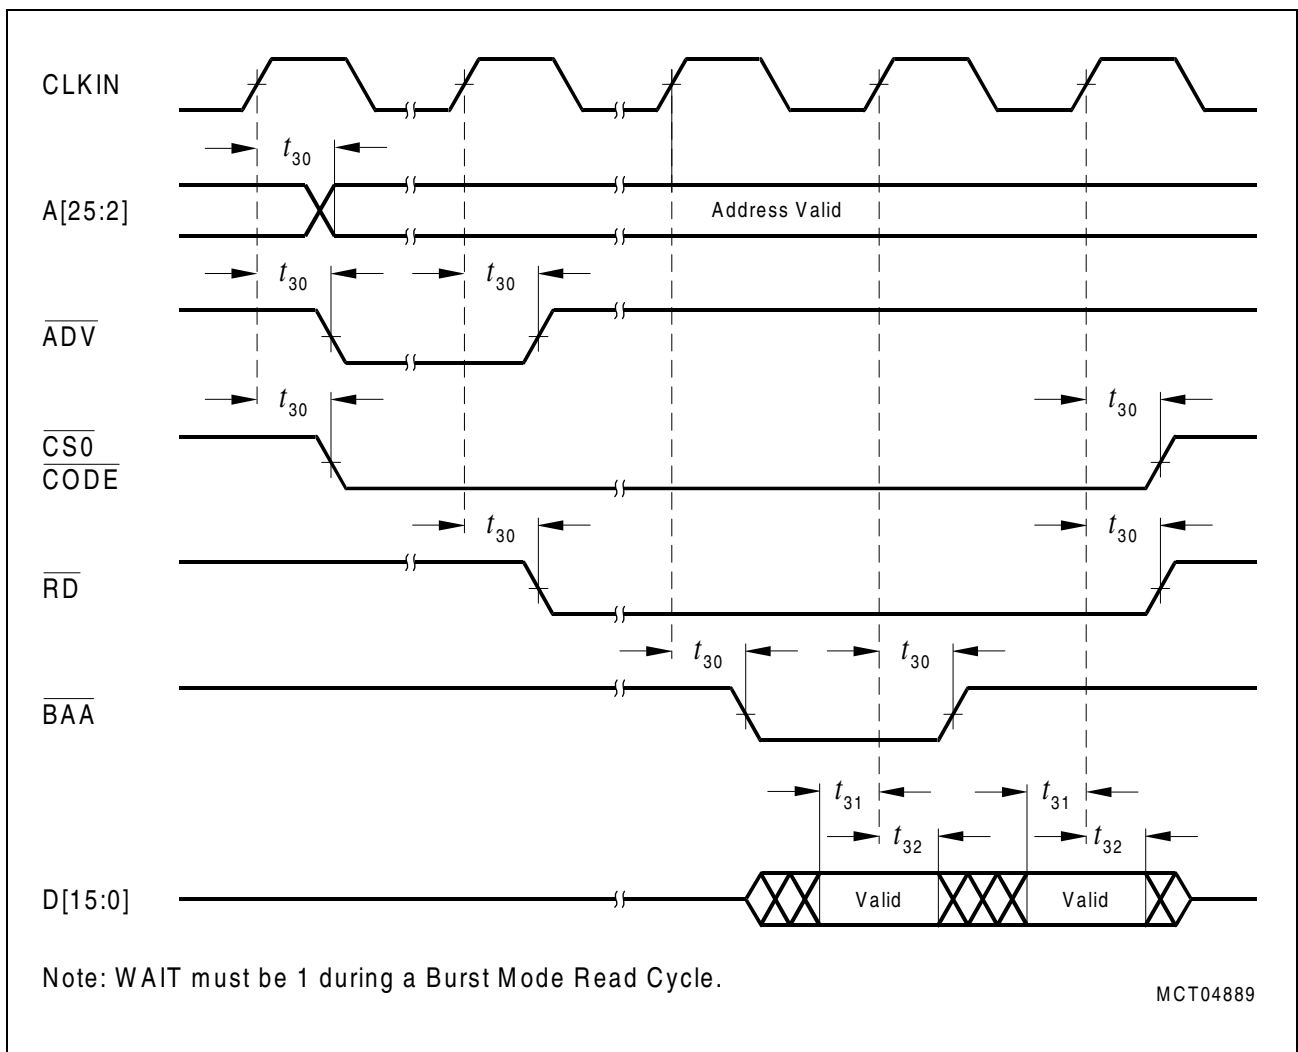 CLKIN
t30
A[25:2]
Address Valid
t30 t30
ADV
t30 t30
CS0
CODE
t30 t30
RD
t30 t30
BAA
t31 t31
t32 t32
D[15:0]
Valid Valid
Note: WAIT must be 1 during a Burst Mode Read Cycle.
MCT04889